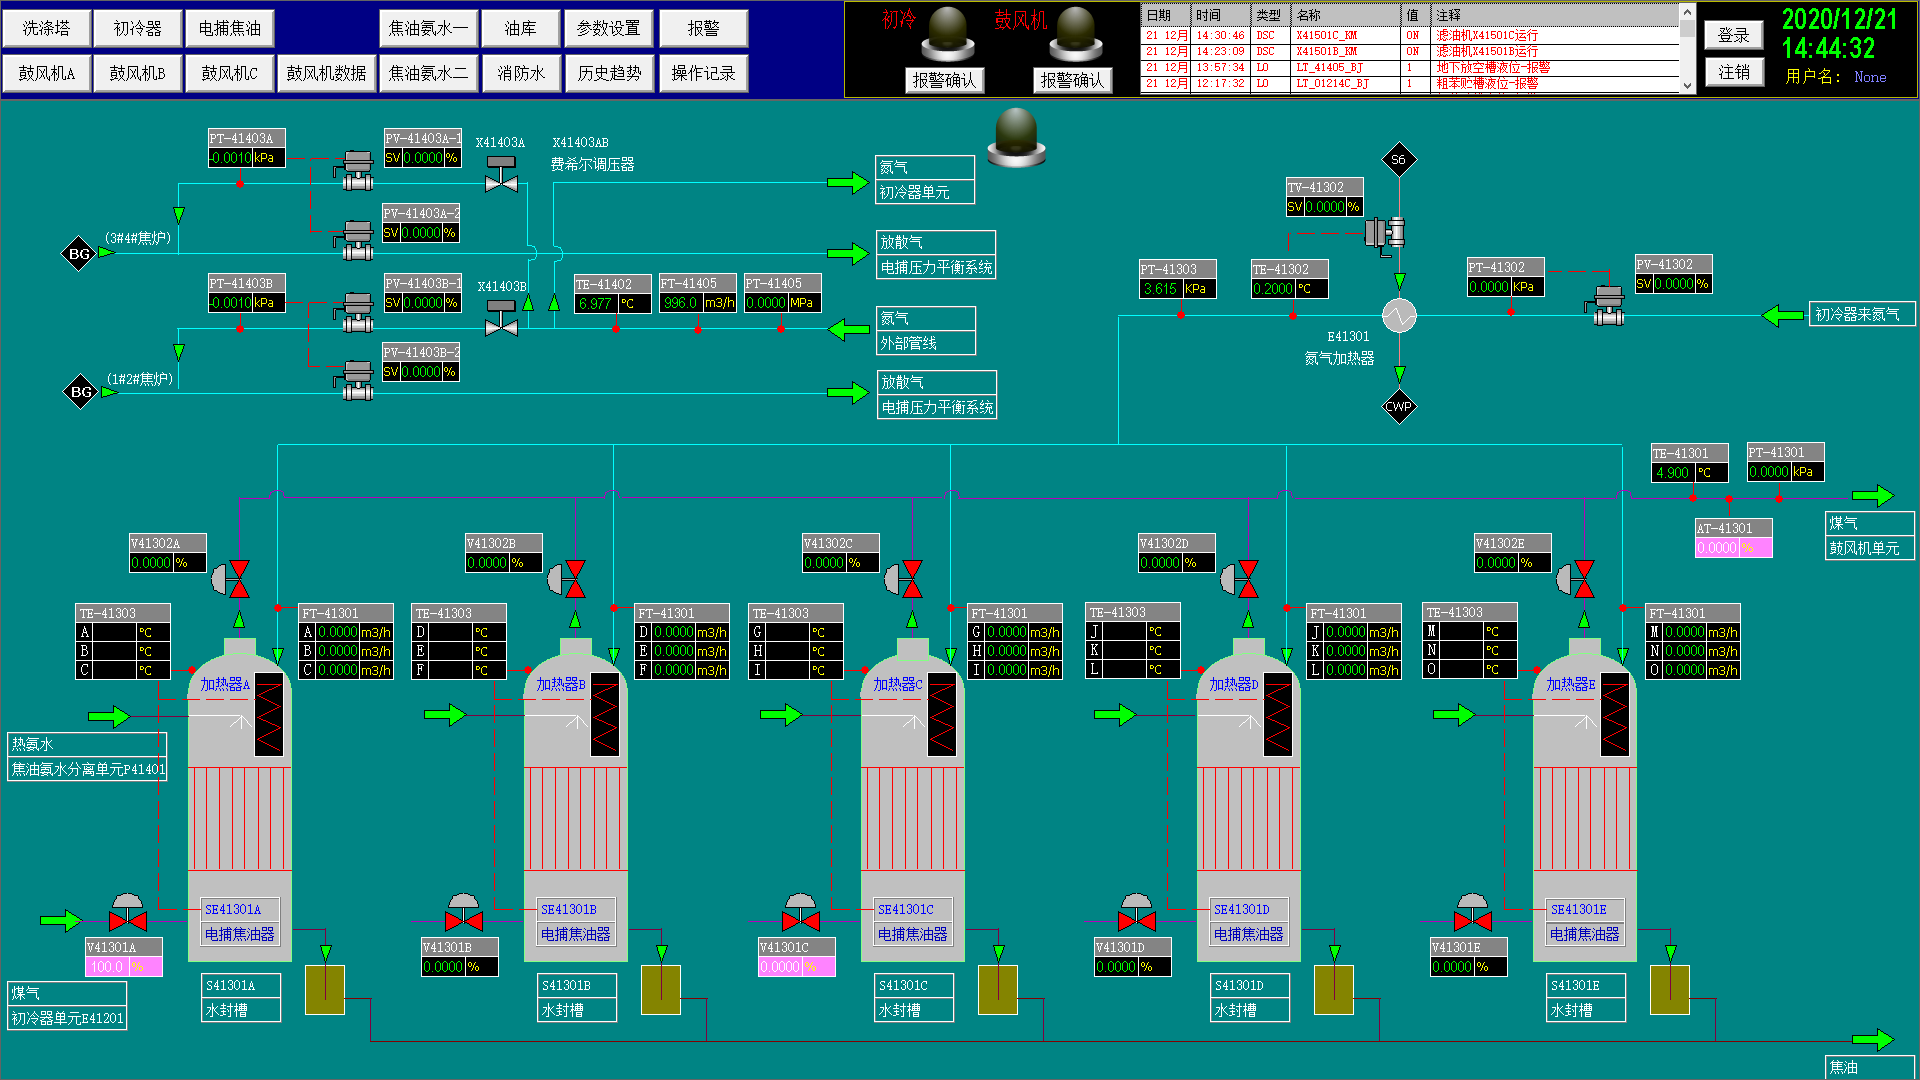 洗涤塔 初冷器 电捕焦油 焦油氨水一 油库 参数设置 报警
鼓风机A 鼓风机B 鼓风机C 鼓风机数据 焦油氨水二 消防水 历史趋势 操作记录
初冷 鼓风机
报警确认 报警确认
日期 时间 类型 名称 值 注释
21 12月 14:30:46 DSC X41501C_KM ON 滤油机X41501C运行
21 12月 14:23:09 DSC X41501B_KM ON 滤油机X41501B运行
21 12月 13:57:34 LO LT_41405_BJ 1 地下放空槽液位-报警
21 12月 12:17:32 LO LT_01214C_BJ 1 粗苯贮槽液位-报警
登录
注销
2020/12/21
14:44:32
用户名: None
PT-41403A
-0.0010 kPa
PV-41403A-1
SV 0.0000 %
X41403A
X41403AB
费希尔调压器
氮气
初冷器单元
PV-41403A-2
SV 0.0000 %
(3#4#焦炉)
BG
放散气
电捕压力平衡系统
PT-41403B
-0.0010 kPa
PV-41403B-1
SV 0.0000 %
X41403B
TE-41402
6.977 ℃
FT-41405
996.0 m3/h
PT-41405
0.0000 MPa
氮气
外部管线
PV-41403B-2
SV 0.0000 %
(1#2#焦炉)
BG
放散气
电捕压力平衡系统
S6
TV-41302
SV 0.0000 %
PT-41303
3.615 KPa
TE-41302
0.2000 ℃
PT-41302
0.0000 KPa
PV-41302
SV 0.0000 %
初冷器来氮气
E41301
氮气加热器
CWP
TE-41301
4.900 ℃
PT-41301
0.0000 kPa
AT-41301
0.0000 %
煤气
鼓风机单元
V41302A
0.0000 %
V41302B
0.0000 %
V41302C
0.0000 %
V41302D
0.0000 %
V41302E
0.0000 %
TE-41303
A ℃
B ℃
C ℃
FT-41301
A 0.0000 m3/h
B 0.0000 m3/h
C 0.0000 m3/h
TE-41303
D ℃
E ℃
F ℃
FT-41301
D 0.0000 m3/h
E 0.0000 m3/h
F 0.0000 m3/h
TE-41303
G ℃
H ℃
I ℃
FT-41301
G 0.0000 m3/h
H 0.0000 m3/h
I 0.0000 m3/h
TE-41303
J ℃
K ℃
L ℃
FT-41301
J 0.0000 m3/h
K 0.0000 m3/h
L 0.0000 m3/h
TE-41303
M ℃
N ℃
O ℃
FT-41301
M 0.0000 m3/h
N 0.0000 m3/h
O 0.0000 m3/h
加热器A 加热器B 加热器C 加热器D 加热器E
热氨水
焦油氨水分离单元P41401
SE41301A
电捕焦油器
SE41301B
电捕焦油器
SE41301C
电捕焦油器
SE41301D
电捕焦油器
SE41301E
电捕焦油器
V41301A
100.0 %
V41301B
0.0000 %
V41301C
0.0000 %
V41301D
0.0000 %
V41301E
0.0000 %
煤气
初冷器单元E41201
S41301A
水封槽
S41301B
水封槽
S41301C
水封槽
S41301D
水封槽
S41301E
水封槽
焦油